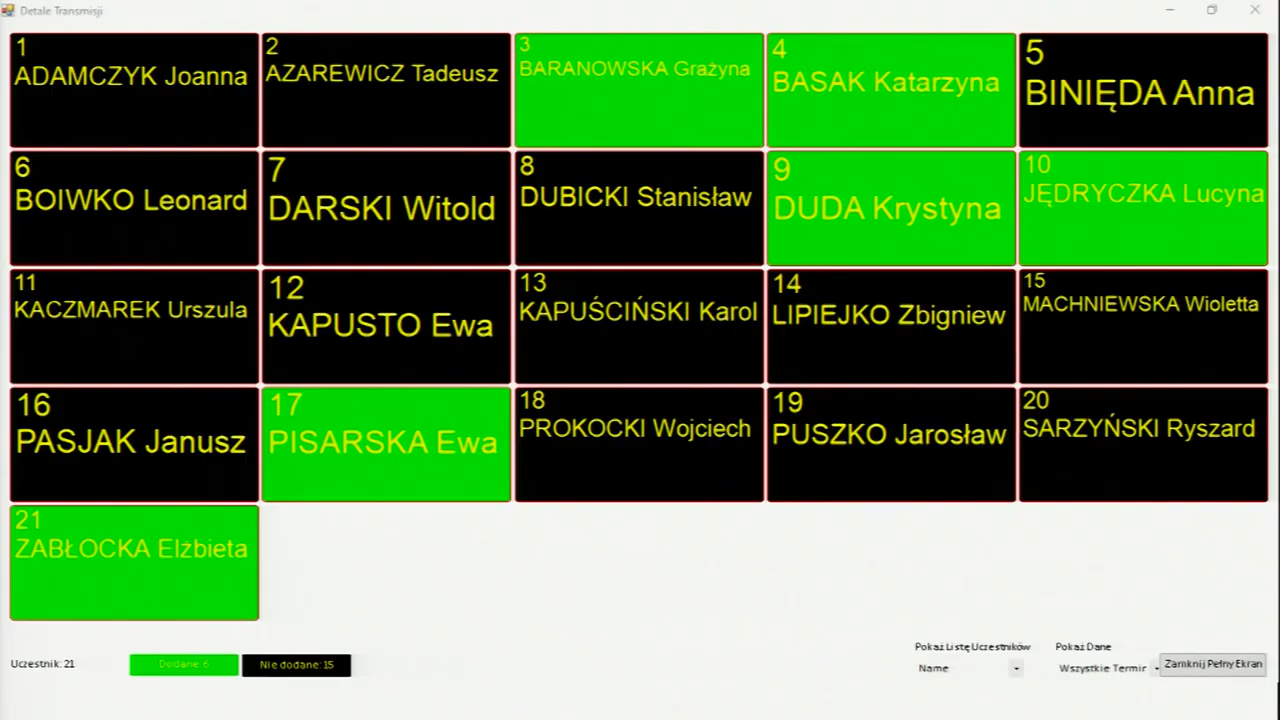 Detale Transmisji
1
ADAMCZYK Joanna
2
AZAREWICZ Tadeusz
3
BARANOWSKA Grażyna
4
BASAK Katarzyna
5
BINIĘDA Anna
6
BOIWKO Leonard
7
DARSKI Witold
8
DUBICKI Stanisław
9
DUDA Krystyna
10
JĘDRYCZKA Lucyna
11
KACZMAREK Urszula
12
KAPUSTO Ewa
13
KAPUŚCIŃSKI Karol
14
LIPIEJKO Zbigniew
15
MACHNIEWSKA Wioletta
16
PASJAK Janusz
17
PISARSKA Ewa
18
PROKOCKI Wojciech
19
PUSZKO Jarosław
20
SARZYŃSKI Ryszard
21
ZABŁOCKA Elżbieta
Uczestnik: 21
Dodane: 6
Nie dodane: 15
Pokaż Listę Uczestników
Name
Pokaż Dane
Wszystkie Termir
Zamknij Pełny Ekran